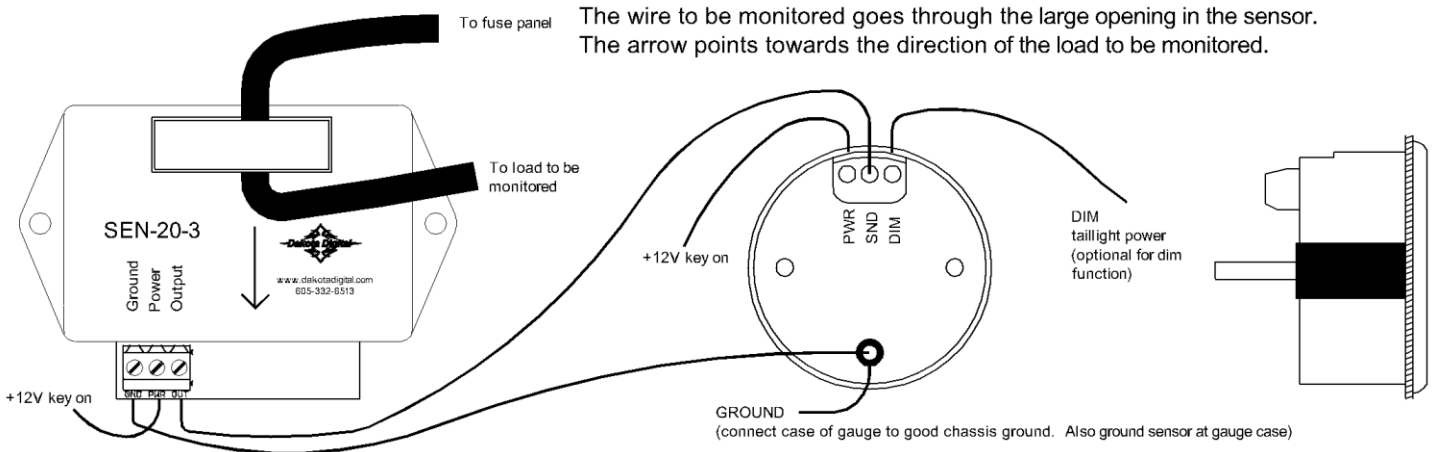 To fuse panel
The wire to be monitored goes through the large opening in the sensor.
The arrow points towards the direction of the load to be monitored.
To load to be
monitored
SEN-20-3
Dakota Digital
www.dakotadigital.com
605-332-6513
Ground
Power
Output
GND PWR OUT
+12V key on
PWR
SND
DIM
+12V key on
DIM
taillight power
(optional for dim
function)
GROUND
(connect case of gauge to good chassis ground. Also ground sensor at gauge case)